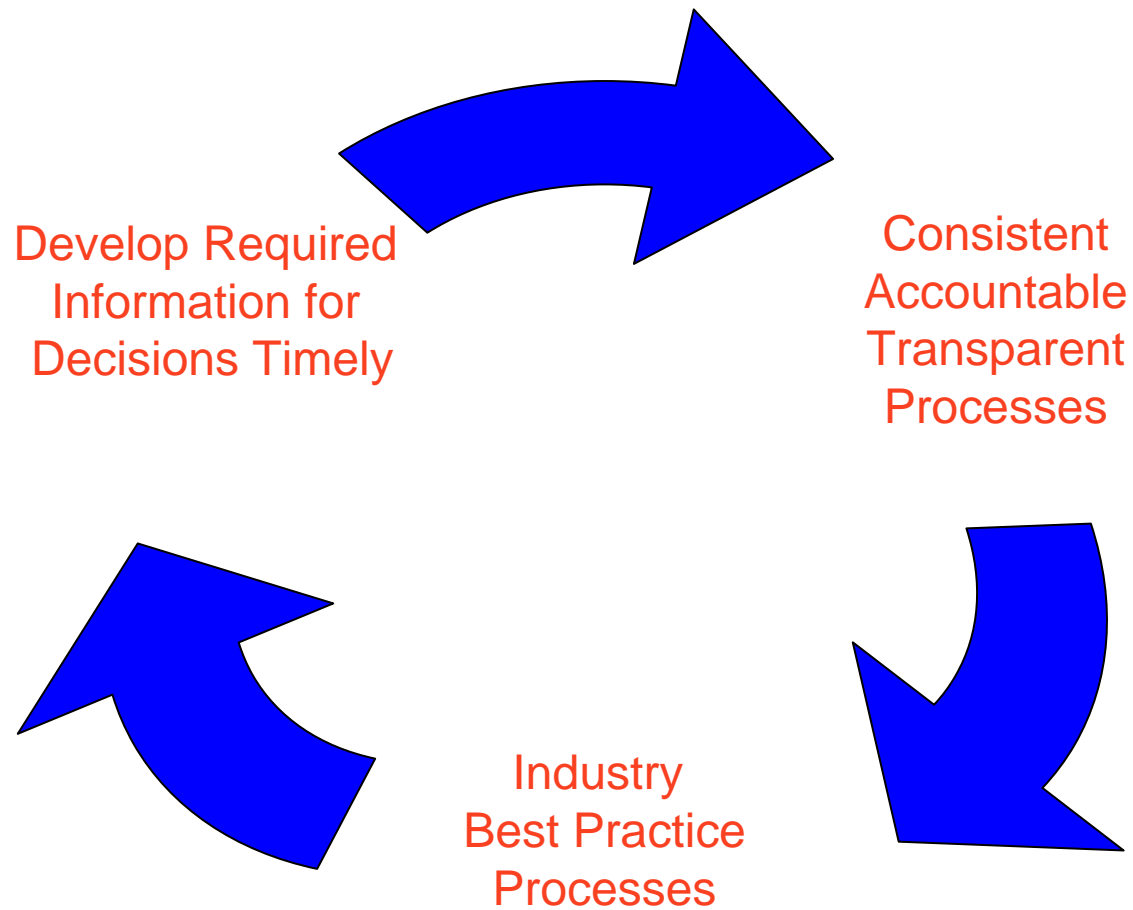 Develop Required
Information for
Decisions Timely
Consistent
Accountable
Transparent
Processes
Industry
Best Practice
Processes